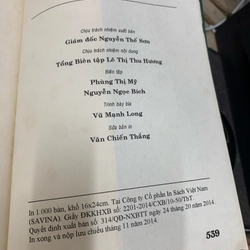 Chịu trách nhiệm xuất bản
Giám đốc Nguyễn Thế Sơn
Chịu trách nhiệm nội dung
Tổng Biên tập Lê Thị Thu Hương
Biên tập
Phùng Thị Mỹ
Nguyễn Ngọc Bích
Trình bày bìa
Vũ Mạnh Long
Sửa bản in
Văn Chiến Thắng
In 1.000 bản, khổ 16x24cm. Tại Công ty Cổ phần In Sách Việt Nam
(SAVINA). Giấy ĐKKHXB số: 2201-2014/CXB/10-50/TbT.
Quyết định xuất bản số: 314/QĐ-NXBTT ngày 24 tháng 20 năm 2014.
In xong và nộp lưu chiểu tháng 11 năm 2014.
539